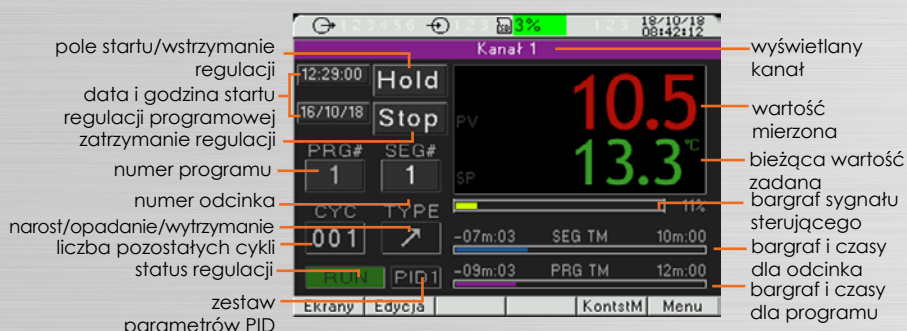 123456 123 3% 123 18/10/18
08:42:12
Kanał 1
pole startu/wstrzymanie
regulacji
data i godzina startu
regulacji programowej
zatrzymanie regulacji
numer programu
numer odcinka
narost/opadanie/wytrzymanie
liczba pozostałych cykli
status regulacji
zestaw
parametrów PID
12:29:00 Hold
16/10/18 Stop
PRG# SEG#
1 1
CYC TYPE
001
RUN PID1
PV 10.5
SP 13.3 °C
11%
-07m:03 SEG TM 10m:00
-09m:03 PRG TM 12m:00
Ekrany Edycja KontstM Menu
wyświetlany
kanał
wartość
mierzona
bieżąca wartość
zadana
bargraf sygnału
sterującego
bargraf i czasy
dla odcinka
bargraf i czasy
dla programu